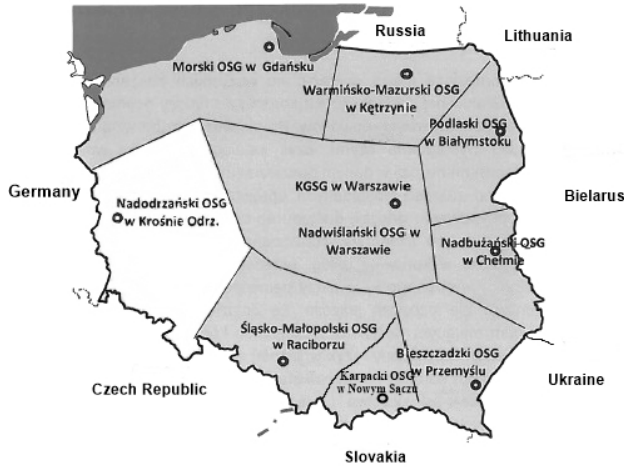 Russia
Lithuania
Morski OSG w Gdańsku
Warmińsko-Mazurski OSG
w Kętrzynie
Podlaski OSG
w Białymstoku
Germany
Nadodrzański OSG
w Krośnie Odrz.
KGSG w Warszawie
Nadwiślański OSG w
Warszawie
Bielarus
Nadbużański OSG
w Chełmie
Śląsko-Małopolski OSG
w Raciborzu
Karpacki OSG
w Nowym Sączu
Bieszczadzki OSG
w Przemyślu
Czech Republic
Ukraine
Slovakia